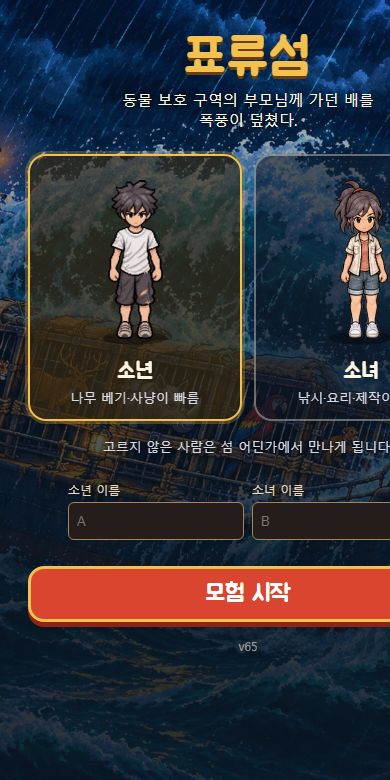 표류섬
동물 보호 구역의 부모님께 가던 배를
폭풍이 덮쳤다.
소년
나무 베기·사냥이 빠름
소녀
낚시·요리·제작이
고르지 않은 사람은 섬 어딘가에서 만나게 됩니다
소년 이름
소녀 이름
A
B
모험 시작
v65